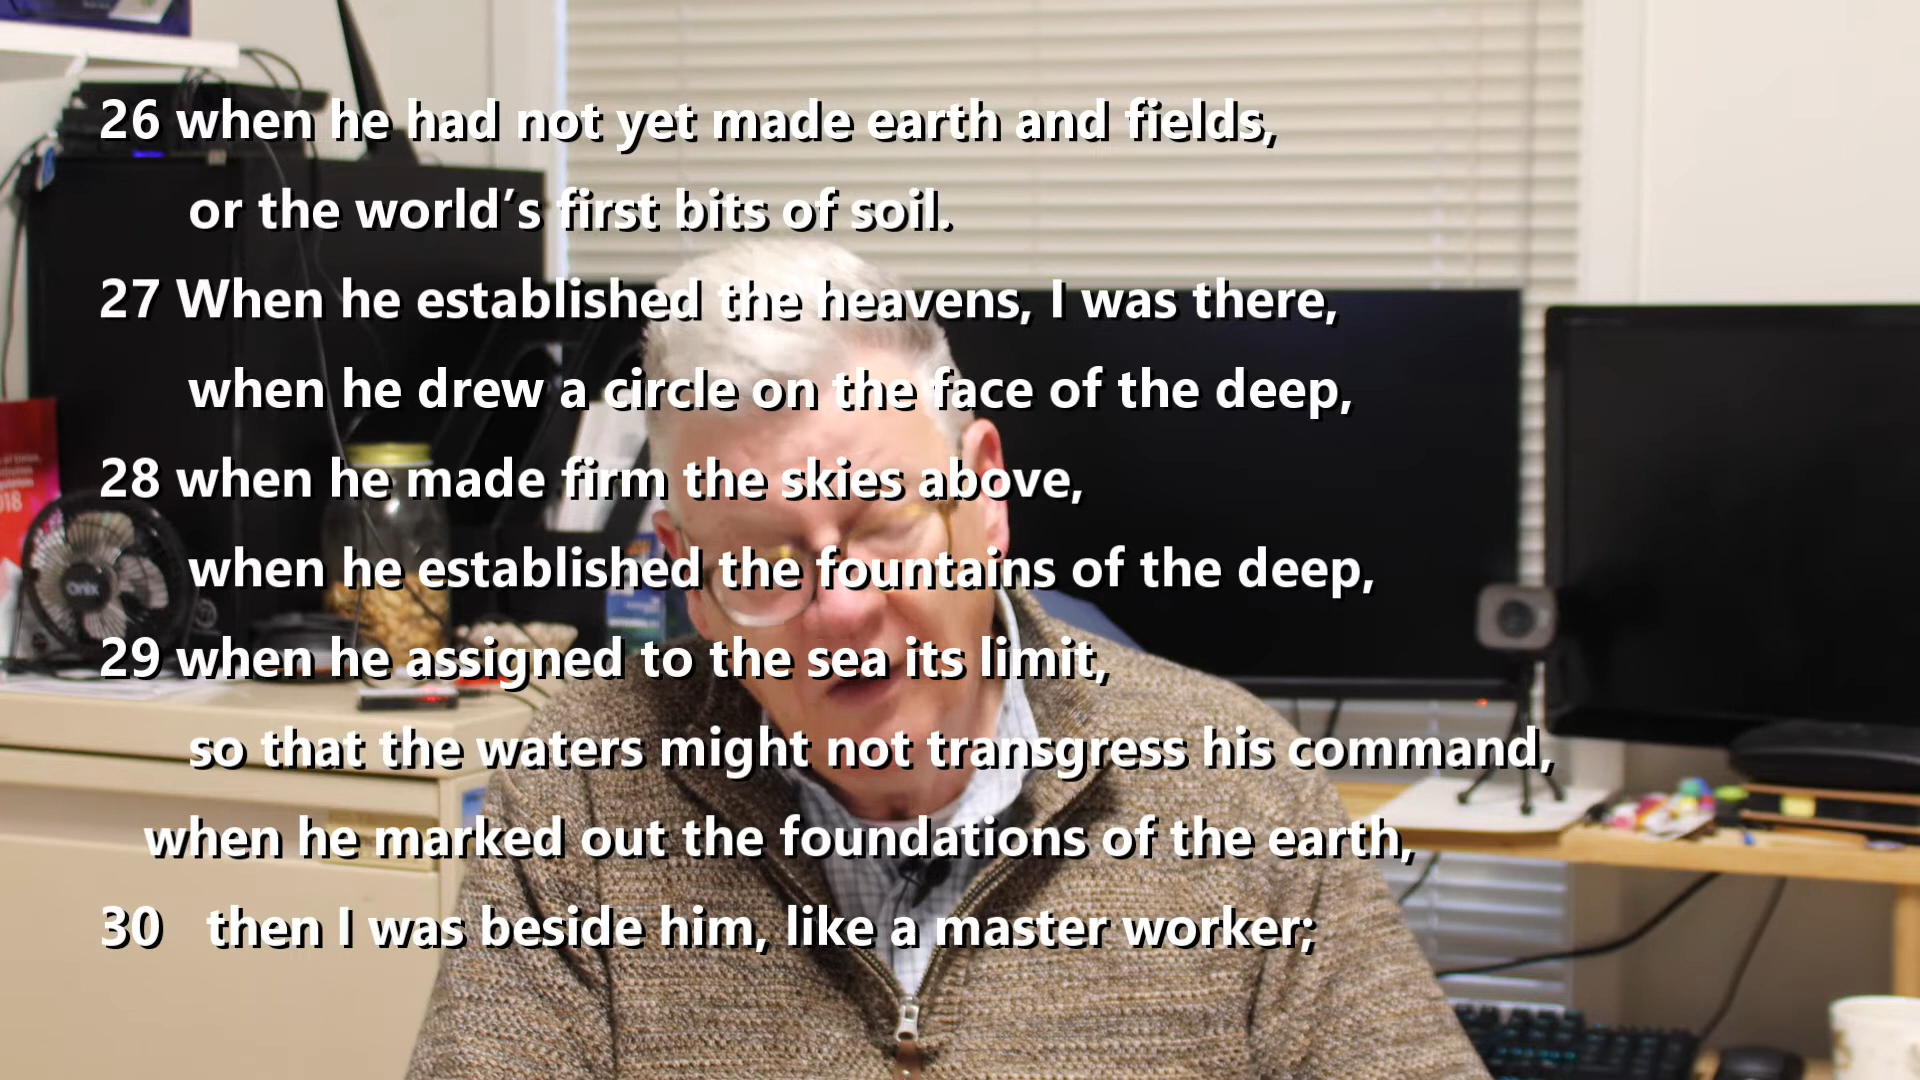 26 when he had not yet made earth and fields,
or the world’s first bits of soil.
27 When he established the heavens, I was there,
when he drew a circle on the face of the deep,
28 when he made firm the skies above,
when he established the fountains of the deep,
29 when he assigned to the sea its limit,
so that the waters might not transgress his command,
when he marked out the foundations of the earth,
30 then I was beside him, like a master worker;
Onix